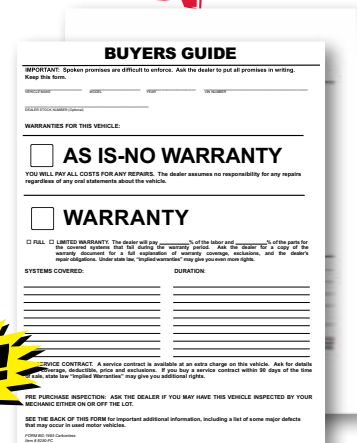 BUYERS GUIDE
IMPORTANT: Spoken promises are difficult to enforce. Ask the dealer to put all promises in writing.
Keep this form.
VEHICLE MAKE MODEL YEAR VIN NUMBER
DEALER STOCK NUMBER (Optional)
WARRANTIES FOR THIS VEHICLE:
AS IS-NO WARRANTY
YOU WILL PAY ALL COSTS FOR ANY REPAIRS. The dealer assumes no responsibility for any repairs
regardless of any oral statements about the vehicle.
WARRANTY
☐ FULL ☐ LIMITED WARRANTY. The dealer will pay ______% of the labor and ______% of the parts for
the covered systems that fail during the warranty period. Ask the dealer for a copy of the
warranty document for a full explanation of warranty coverage, exclusions, and the dealer's
repair obligations. Under state law, "implied warranties" may give you even more rights.
SYSTEMS COVERED: DURATION:
SERVICE CONTRACT. A service contract is available at an extra charge on this vehicle. Ask for details
coverage, deductible, price and exclusions. If you buy a service contract within 90 days of the time
sale, state law "implied Warranties" may give you additional rights.
PRE PURCHASE INSPECTION: ASK THE DEALER IF YOU MAY HAVE THIS VEHICLE INSPECTED BY YOUR
MECHANIC EITHER ON OR OFF THE LOT.
SEE THE BACK OF THIS FORM for important additional information, including a list of some major defects
that may occur in used motor vehicles.